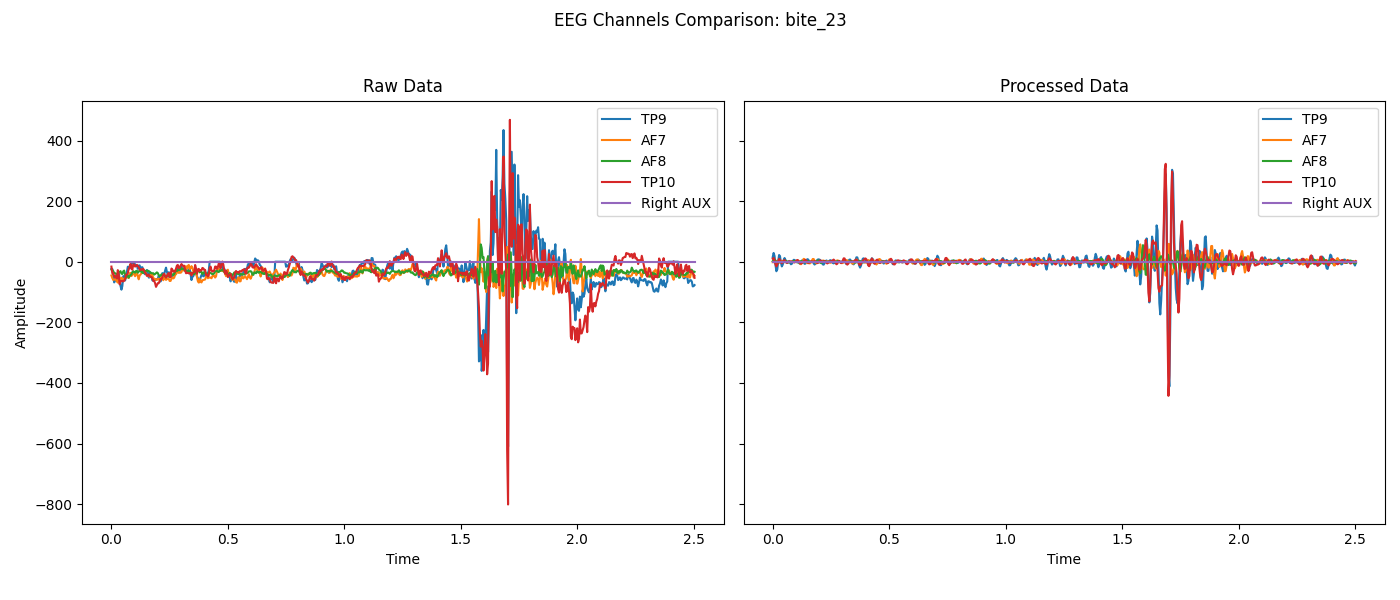 EEG Channels Comparison: bite_23
Raw Data
TP9
AF7
AF8
TP10
Right AUX
400
200
0
−200
−400
−600
−800
Amplitude
0.0 0.5 1.0 1.5 2.0 2.5
Time
Processed Data
TP9
AF7
AF8
TP10
Right AUX
0.0 0.5 1.0 1.5 2.0 2.5
Time